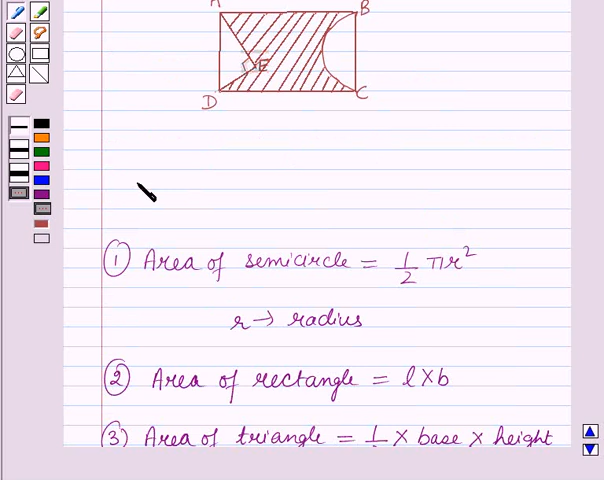 A B
E
D C
① Area of semicircle = 1/2 πr²
r → radius
② Area of rectangle = l × b
③ Area of triangle = 1/ × base × height